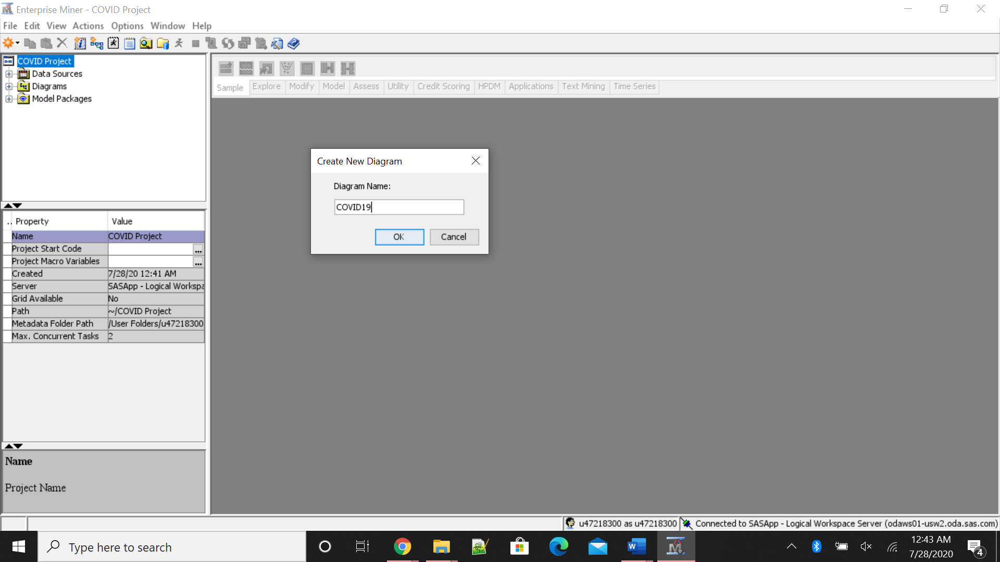 Enterprise Miner - COVID Project
File Edit View Actions Options Window Help
COVID Project
Data Sources
Diagrams
Model Packages
Sample Explore Modify Model Assess Utility Credit Scoring HPDM Applications Text Mining Time Series
Create New Diagram
Diagram Name:
COVID19
OK Cancel
.. Property Value
Name COVID Project
Project Start Code ...
Project Macro Variables ...
Created 7/28/20 12:41 AM
Server SASApp - Logical Workspa
Grid Available No
Path ~/COVID Project
Metadata Folder Path /User Folders/u47218300
Max. Concurrent Tasks 2
Name
Project Name
u47218300 as u47218300 Connected to SASApp - Logical Workspace Server (odaws01-usw2.oda.sas.com)
Type here to search
12:43 AM
7/28/2020
4